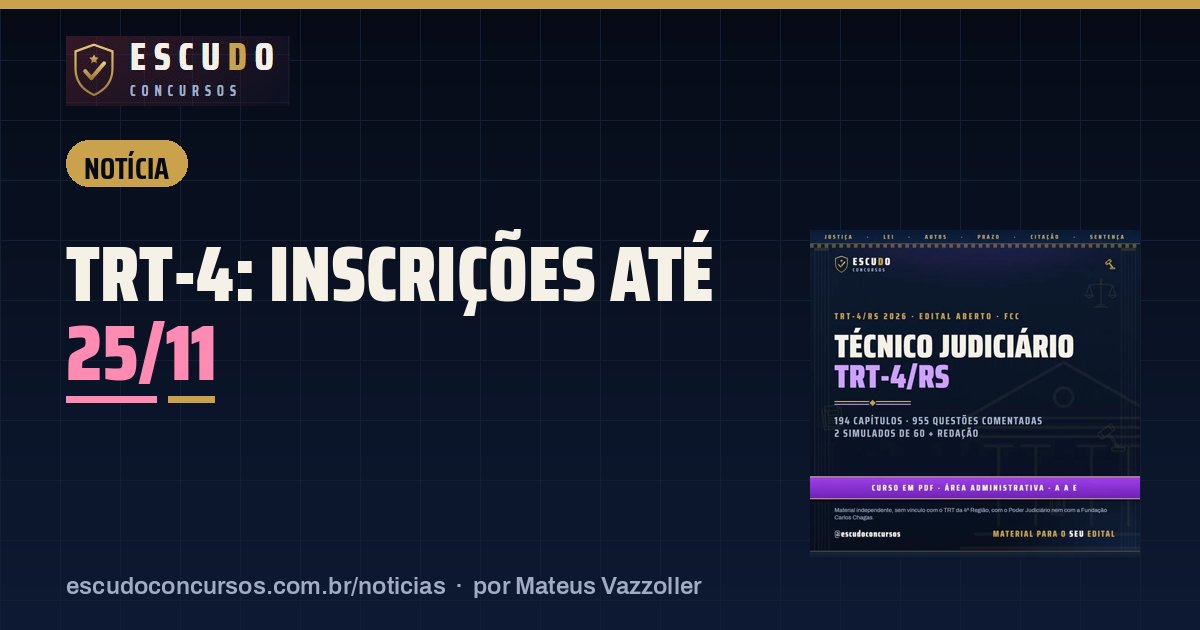 ESCUDO
CONCURSOS
NOTÍCIA
TRT-4: INSCRIÇÕES ATÉ
25/11
JUSTIÇA · LEI · AUTOS · PRAZO · CITAÇÃO · SENTENÇA
ESCUDO
CONCURSOS
TRT-4/RS 2026 · EDITAL ABERTO · FCC
TÉCNICO JUDICIÁRIO
TRT-4/RS
194 CAPÍTULOS · 955 QUESTÕES COMENTADAS
2 SIMULADOS DE 60 + REDAÇÃO
CURSO EM PDF · ÁREA ADMINISTRATIVA · A A E
Material independente, sem vínculo com o TRT da 4ª Região, com o Poder Judiciário nem com a Fundação
Carlos Chagas.
@escudoconcursos
MATERIAL PARA O SEU EDITAL
escudoconcursos.com.br/noticias · por Mateus Vazzoller